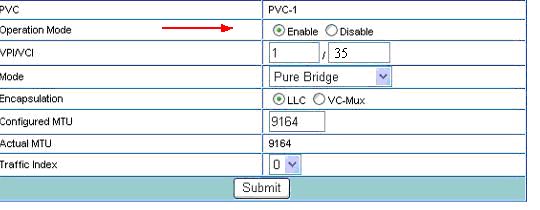 PVC PVC-1
Operation Mode Enable Disable
VPI/VCI 1 / 35
Mode Pure Bridge
Encapsulation LLC VC-Mux
Configured MTU 9164
Actual MTU 9164
Traffic Index 0
Submit